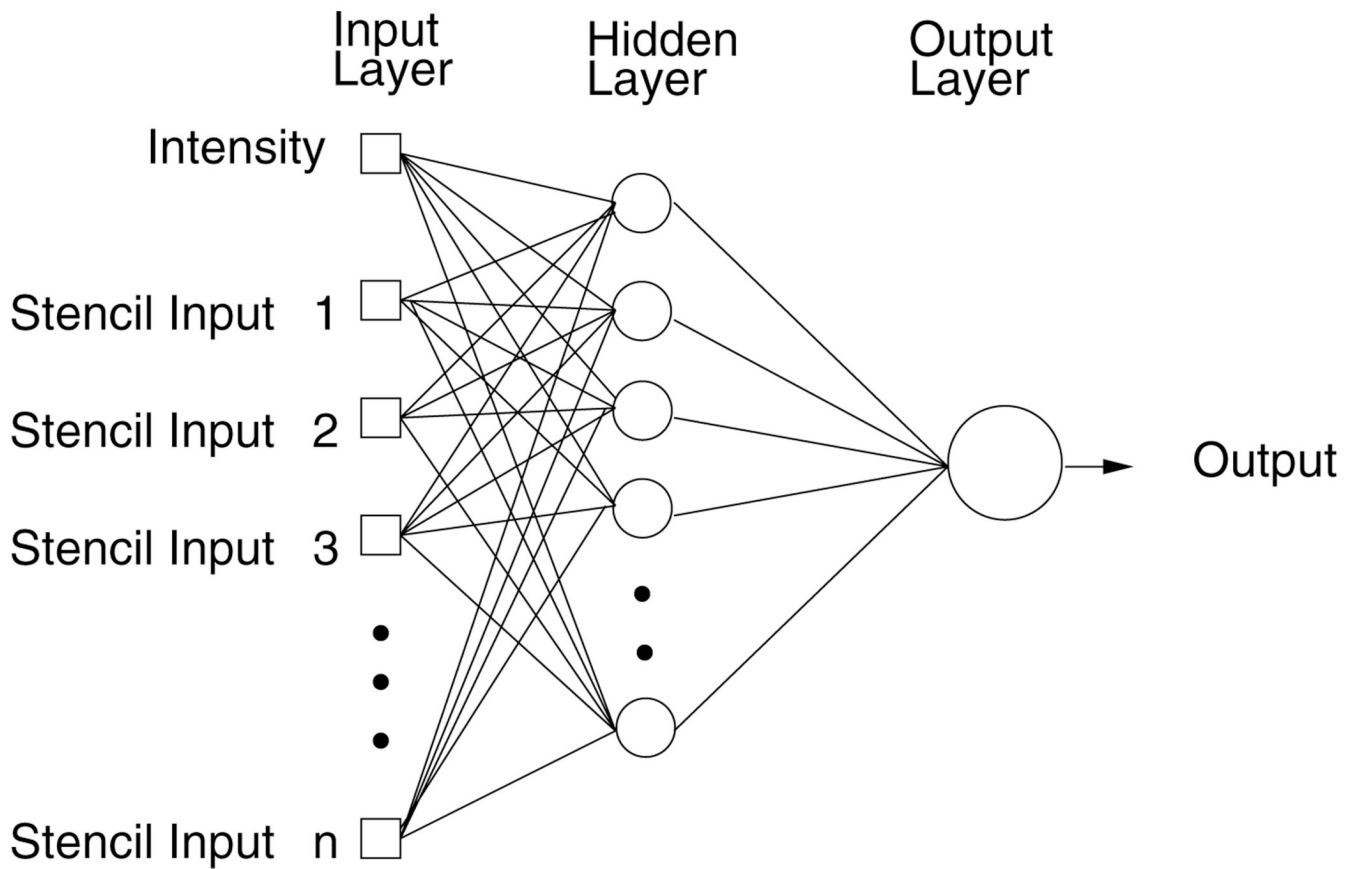 Input
Layer
Hidden
Layer
Output
Layer
Intensity
Stencil Input 1
Stencil Input 2
Stencil Input 3
Stencil Input n
Output